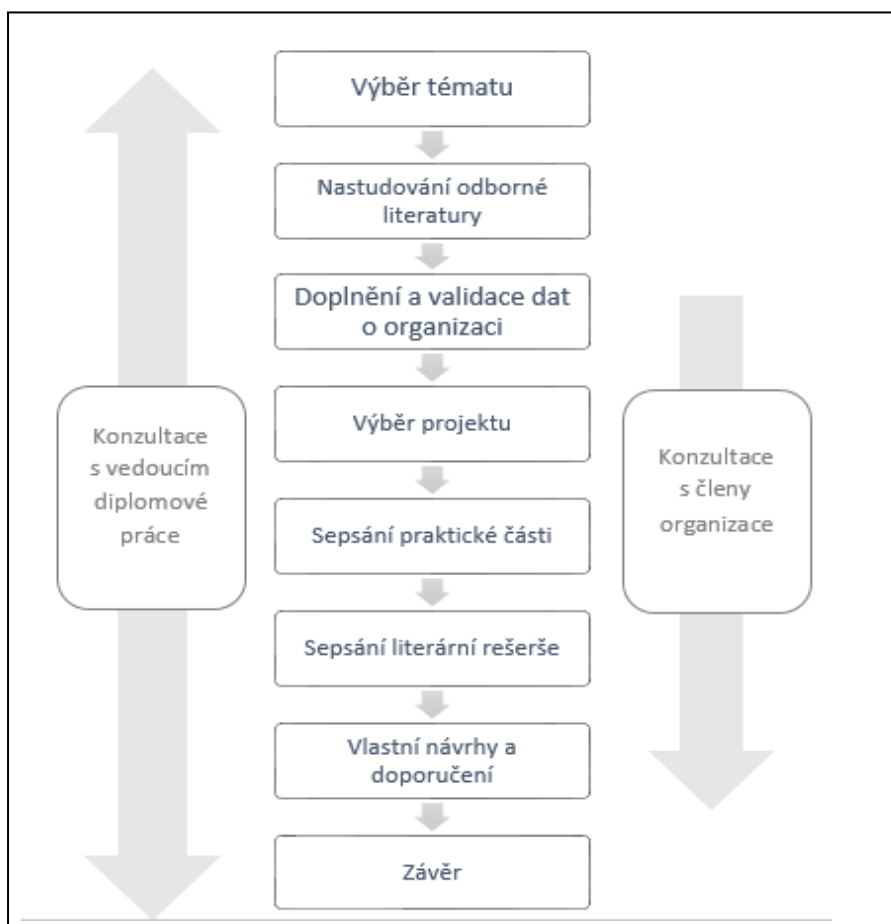 Výběr tématu
Nastudování odborné
literatury
Doplnění a validace dat
o organizaci
Výběr projektu
Sepsání praktické části
Sepsání literární rešerše
Vlastní návrhy a
doporučení
Závěr
Konzultace
s vedoucím
diplomové
práce
Konzultace
s členy
organizace